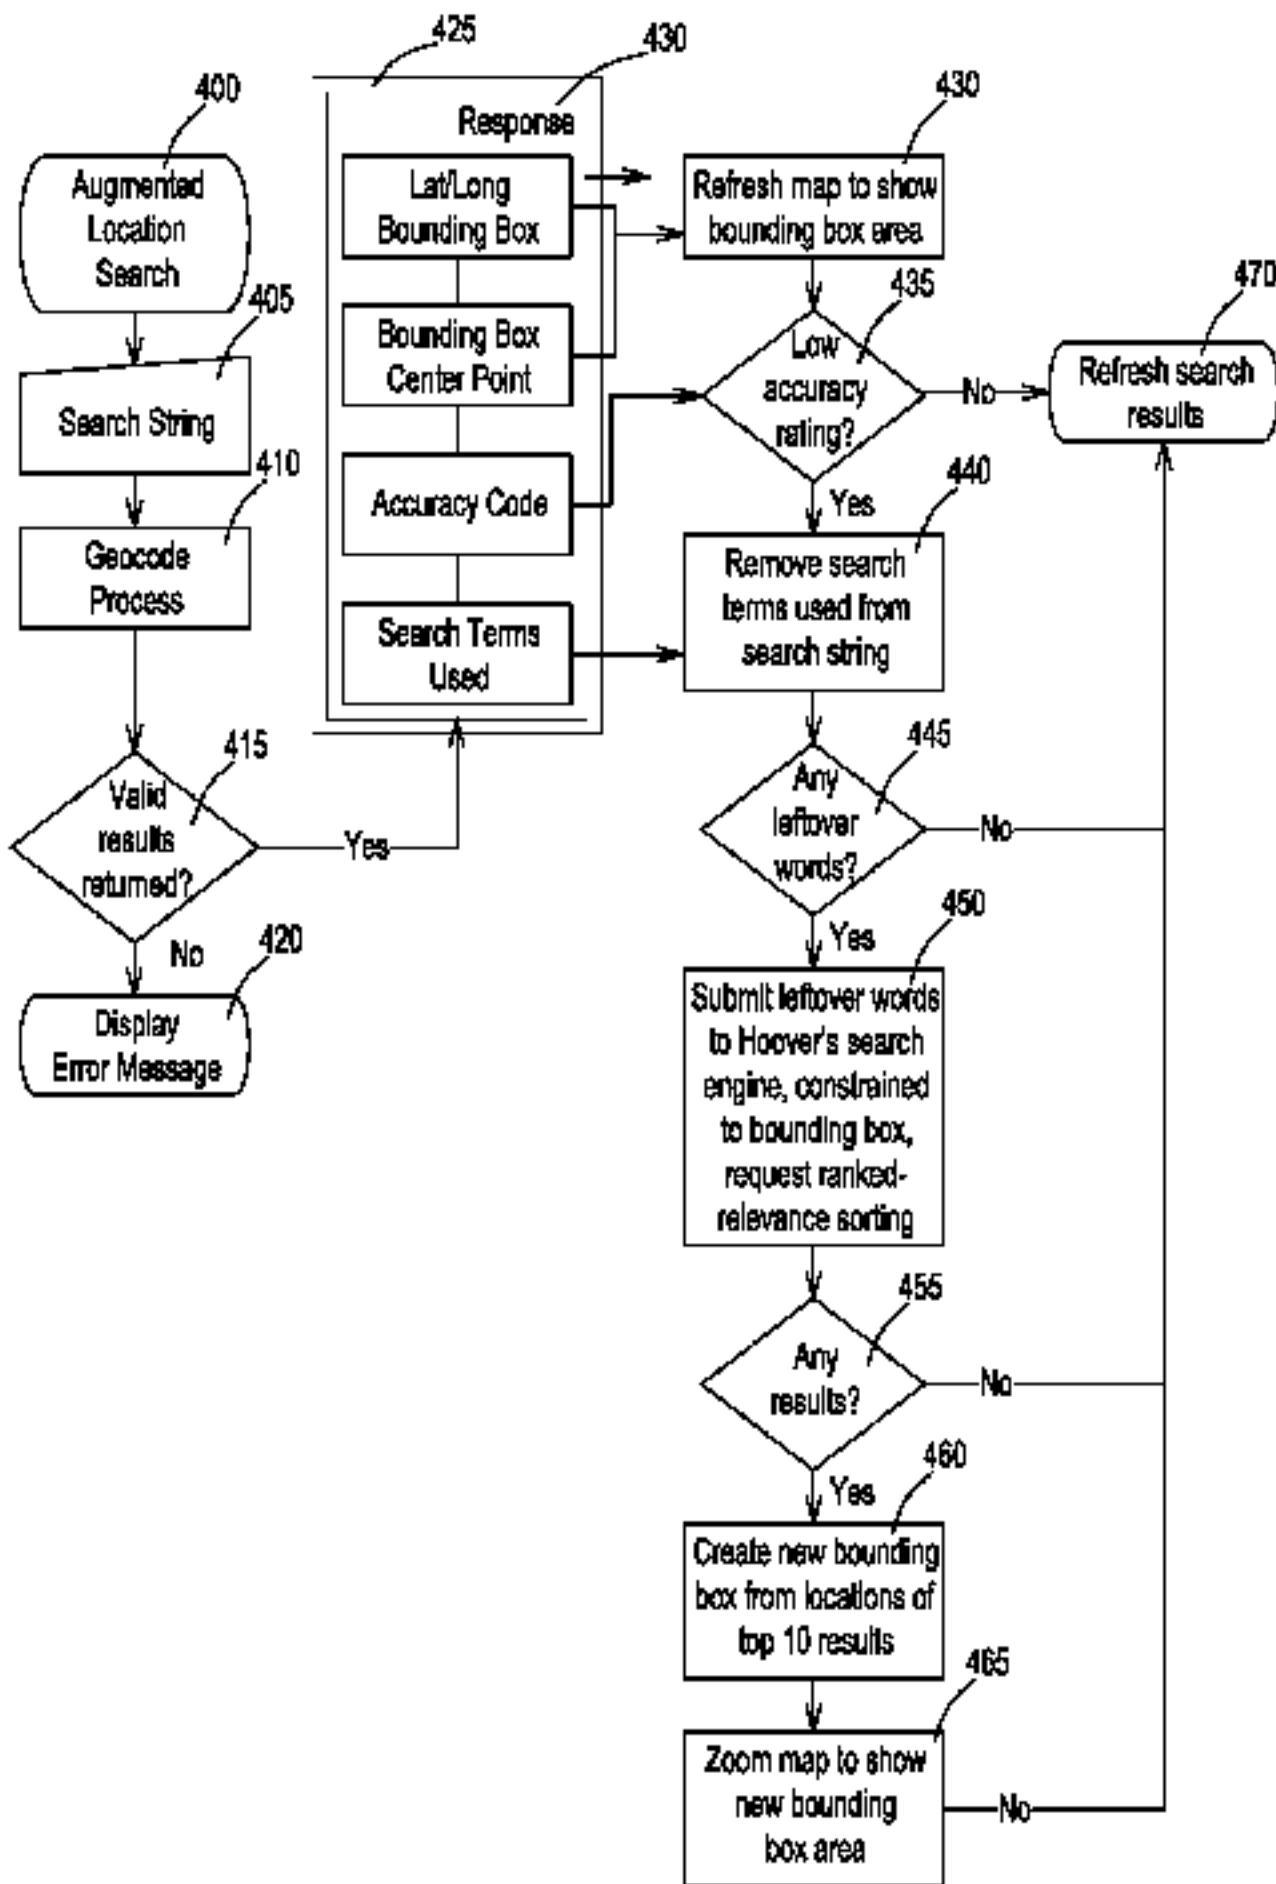 400
Augmented
Location
Search
405
Search String
410
Geocode
Process
415
Valid
results
returned?
Yes
No
420
Display
Error Message
425
430
Response
Lat/Long
Bounding Box
Bounding Box
Center Point
Accuracy Code
Search Terms
Used
430
Refresh map to show
bounding box area
435
Low
accuracy
rating?
No
470
Refresh search
results
Yes
440
Remove search
terms used from
search string
445
Any
leftover
words?
No
Yes
450
Submit leftover words
to Hoover's search
engine, constrained
to bounding box,
request ranked-
relevance sorting
455
Any
results?
No
Yes
460
Create new bounding
box from locations of
top 10 results
465
Zoom map to show
new bounding
box area
No